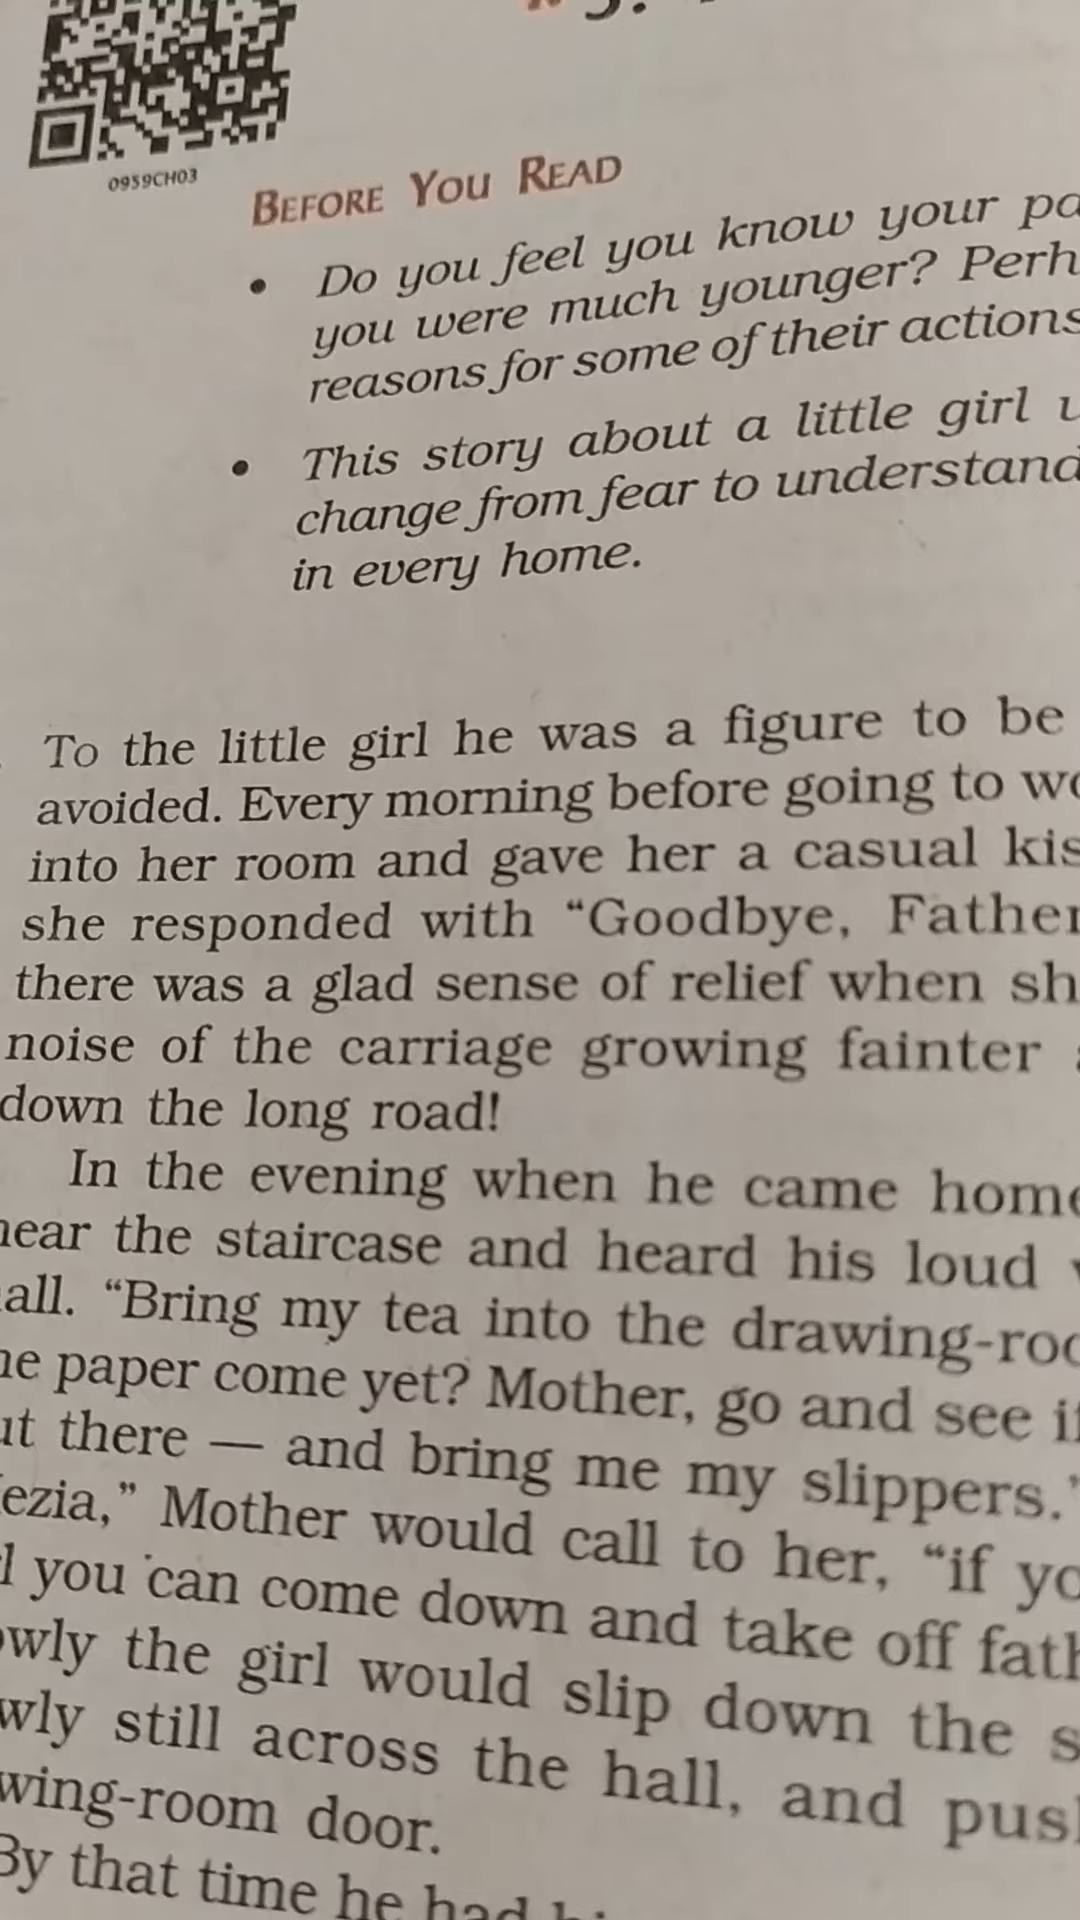 3.
0959CH03
BEFORE YOU READ
• Do you feel you know your
you were much younger?
reasons for some of their actions
• This story about a little girl
change from fear to
in every home.
To the little girl he was a figure to be
avoided. Every morning before going to
into her room and gave her a casual
she responded with “Goodbye, Father
there was a glad sense of relief when
noise of the carriage growing fainter
down the long road!
In the evening when he came
the staircase and heard his loud
“Bring my tea into the
paper come yet? Mother, go and see
there — and bring me my slippers.”
Mother would call to her, “if
you can come down and take off
the girl would slip down the
still across the hall, and
door.
By that time he had